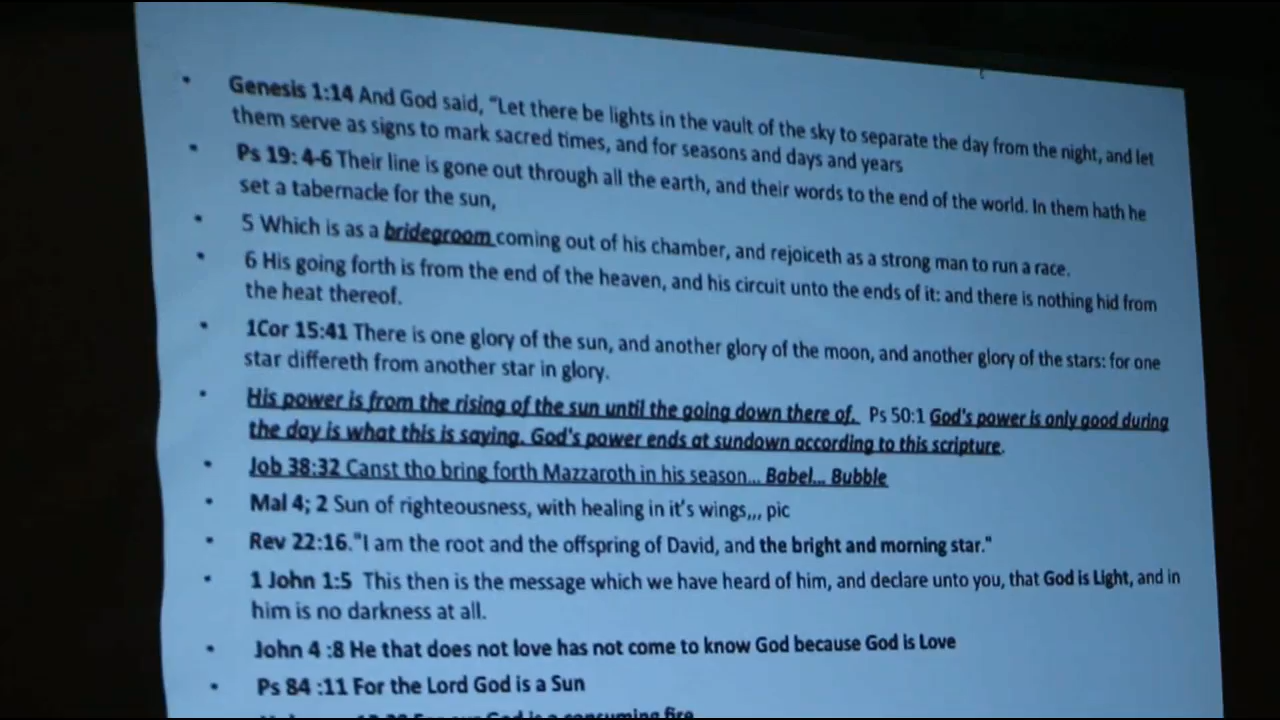 • Genesis 1:14 And God said, "Let there be lights in the vault of the sky to separate the day from the night, and let
them serve as signs to mark sacred times, and for seasons and days and years
• Ps 19: 4-6 Their line is gone out through all the earth, and their words to the end of the world. In them hath he
set a tabernacle for the sun,
• 5 Which is as a bridegroom coming out of his chamber, and rejoiceth as a strong man to run a race.
• 6 His going forth is from the end of the heaven, and his circuit unto the ends of it: and there is nothing hid from
the heat thereof.
• 1Cor 15:41 There is one glory of the sun, and another glory of the moon, and another glory of the stars: for one
star differeth from another star in glory.
• His power is from the rising of the sun until the going down there of. Ps 50:1 God's power is only good during
the day is what this is saying. God's power ends at sundown according to this scripture.
• Job 38:32 Canst tho bring forth Mazzaroth in his season... Babel... Bubble
• Mal 4; 2 Sun of righteousness, with healing in it's wings,,, pic
• Rev 22:16."I am the root and the offspring of David, and the bright and morning star."
• 1 John 1:5 This then is the message which we have heard of him, and declare unto you, that God is Light, and in
him is no darkness at all.
• John 4 :8 He that does not love has not come to know God because God is Love
• Ps 84 :11 For the Lord God is a Sun
God is a consuming fire